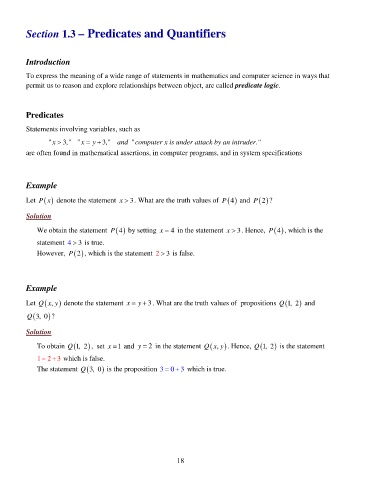 Section 1.3 – Predicates and Quantifiers
Introduction
To express the meaning of a wide range of statements in mathematics and computer science in ways that
permit us to reason and explore relationships between object, are called predicate logic.
Predicates
Statements involving variables, such as
"x > 3," "x = y + 3," and "computer x is under attack by an intruder."
are often found in mathematical assertions, in computer programs, and in system specifications
Example
Let P(x) denote the statement x > 3. What are the truth values of P(4) and P(2)?
Solution
We obtain the statement P(4) by setting x = 4 in the statement x > 3. Hence, P(4), which is the
statement 4 > 3 is true.
However, P(2), which is the statement 2 > 3 is false.
Example
Let Q(x, y) denote the statement x = y + 3. What are the truth values of propositions Q(1, 2) and
Q(3, 0)?
Solution
To obtain Q(1, 2), set x = 1 and y = 2 in the statement Q(x, y). Hence, Q(1, 2) is the statement
1 = 2 + 3 which is false.
The statement Q(3, 0) is the proposition 3 = 0 + 3 which is true.
18